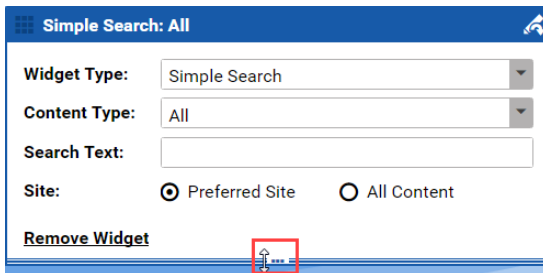 Simple Search: All
Widget Type: Simple Search
Content Type: All
Search Text:
Site: Preferred Site All Content
Remove Widget